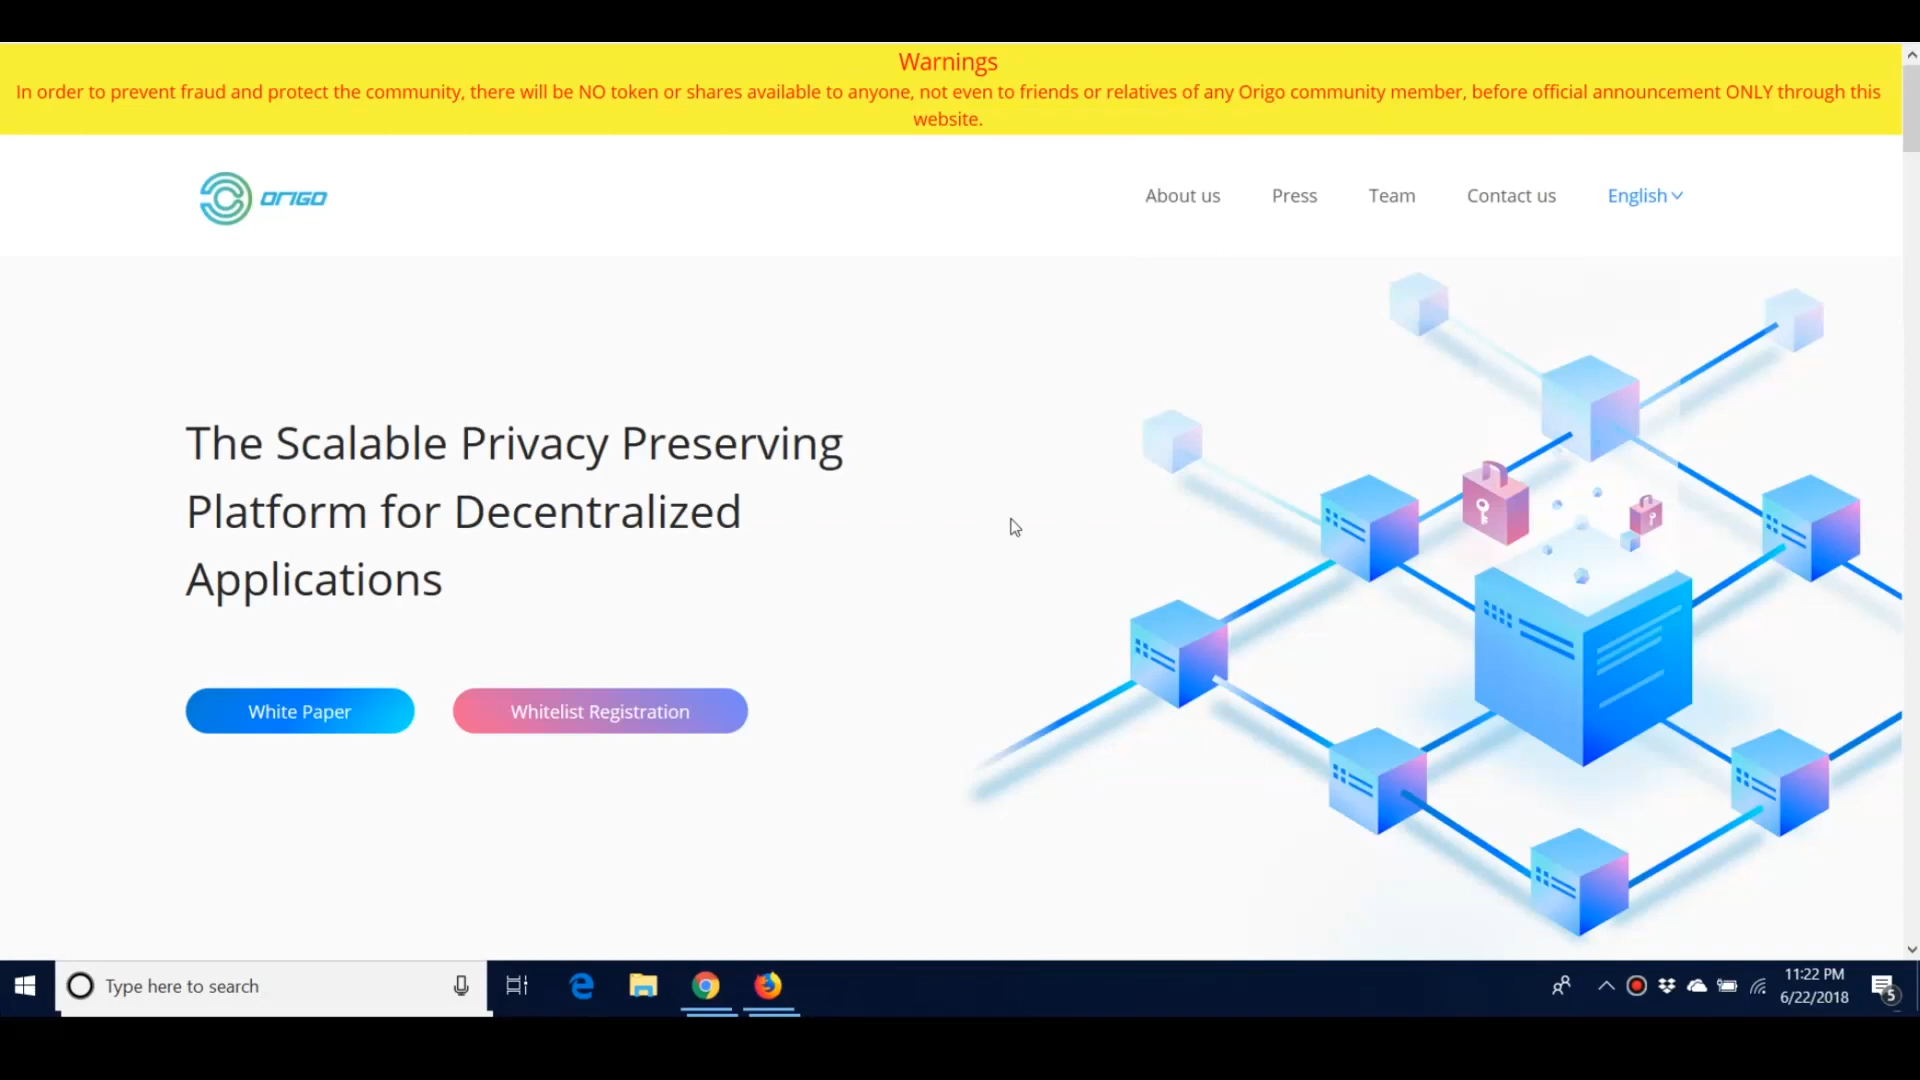 Warnings
In order to prevent fraud and protect the community, there will be NO token or shares available to anyone, not even to friends or relatives of any Origo community member, before official announcement ONLY through this
website.
ORIGO
About us
Press
Team
Contact us
English
The Scalable Privacy Preserving
Platform for Decentralized
Applications
White Paper
Whitelist Registration
Type here to search
11:22 PM
6/22/2018
5